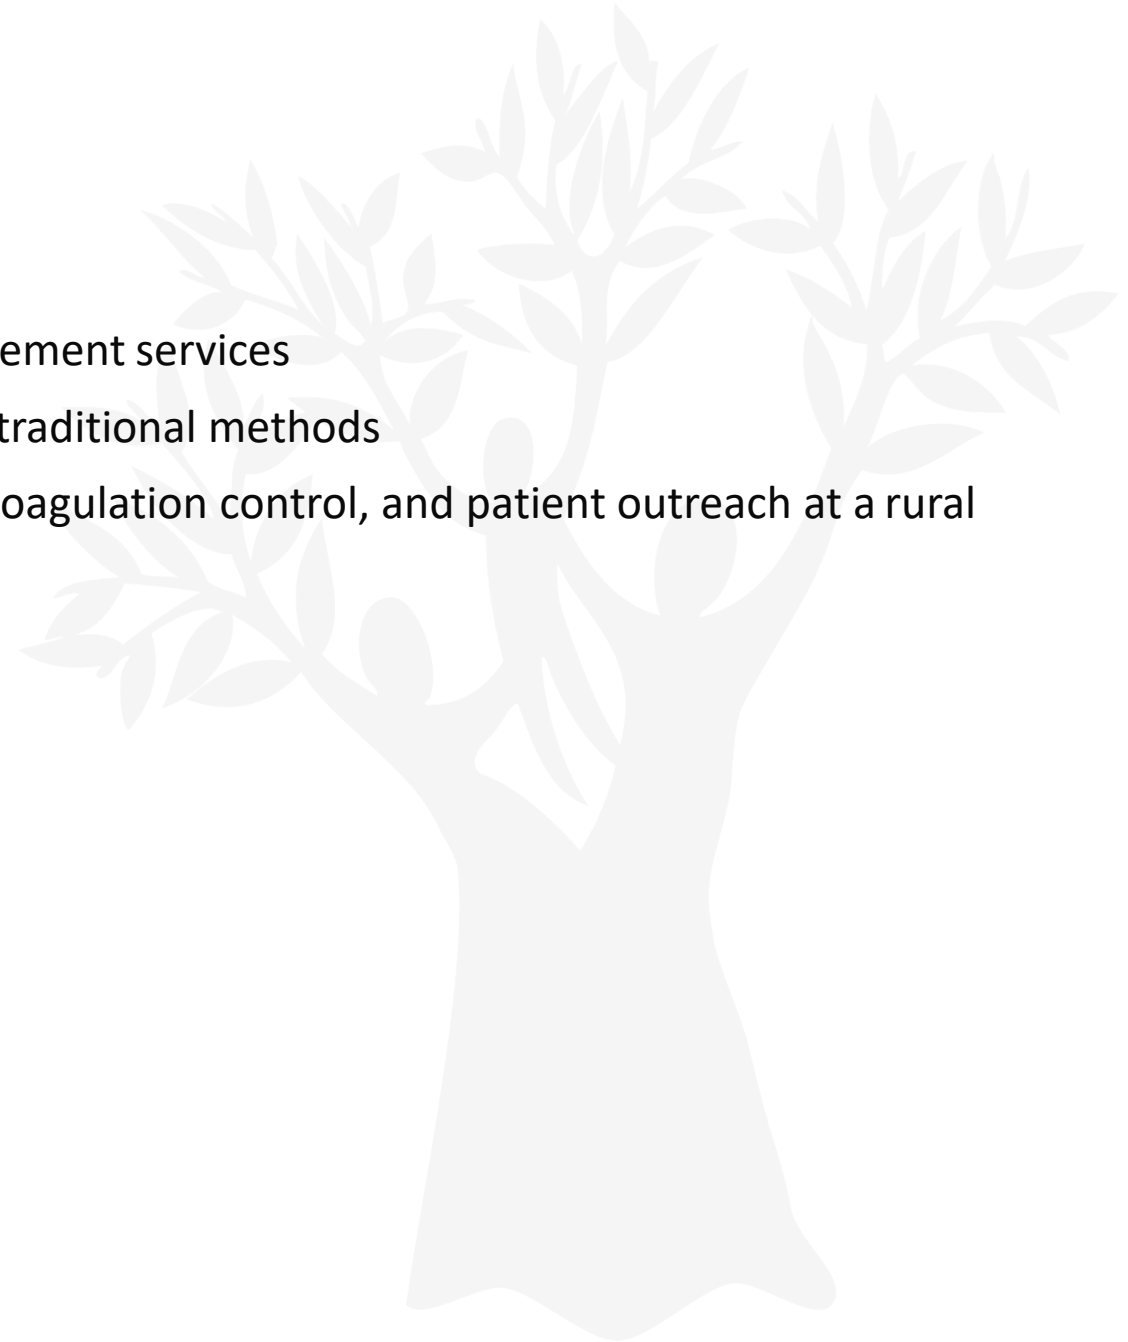 ement services
traditional methods
oagulation control, and patient outreach at a rural